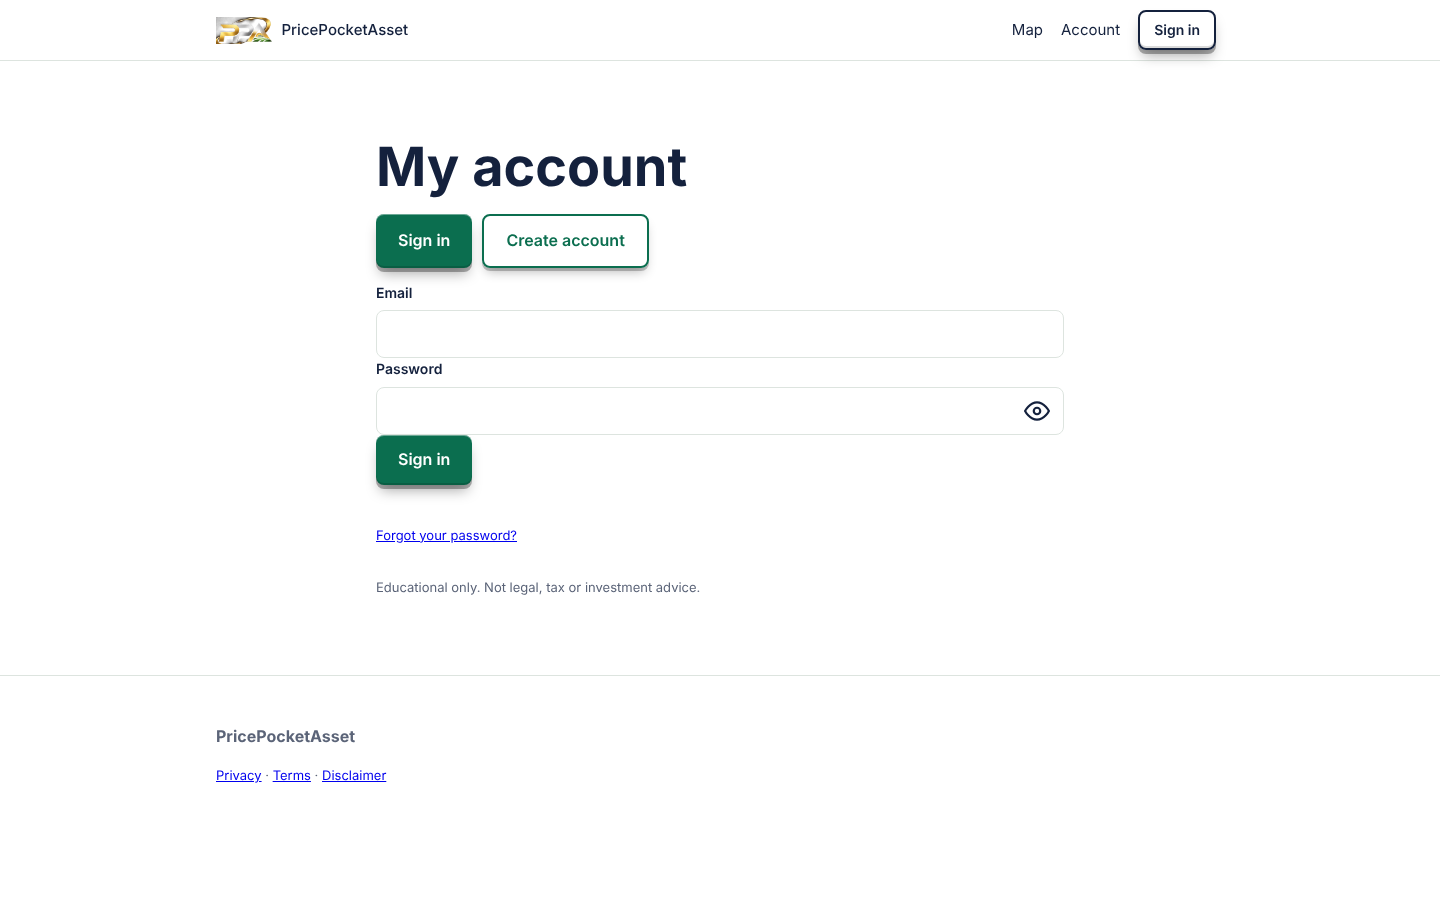 PPA PricePocketAsset Map Account Sign in
My account
Sign in Create account
Email
Password
Sign in
Forgot your password?
Educational only. Not legal, tax or investment advice.
PricePocketAsset
Privacy · Terms · Disclaimer